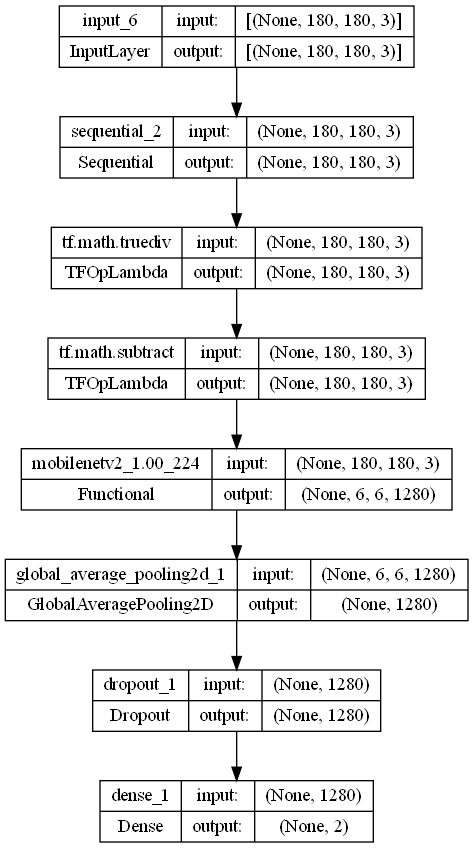 input_6 input: [(None, 180, 180, 3)]
InputLayer output: [(None, 180, 180, 3)]
sequential_2 input: (None, 180, 180, 3)
Sequential output: (None, 180, 180, 3)
tf.math.truediv input: (None, 180, 180, 3)
TFOpLambda output: (None, 180, 180, 3)
tf.math.subtract input: (None, 180, 180, 3)
TFOpLambda output: (None, 180, 180, 3)
mobilenetv2_1.00_224 input: (None, 180, 180, 3)
Functional output: (None, 6, 6, 1280)
global_average_pooling2d_1 input: (None, 6, 6, 1280)
GlobalAveragePooling2D output: (None, 1280)
dropout_1 input: (None, 1280)
Dropout output: (None, 1280)
dense_1 input: (None, 1280)
Dense output: (None, 2)